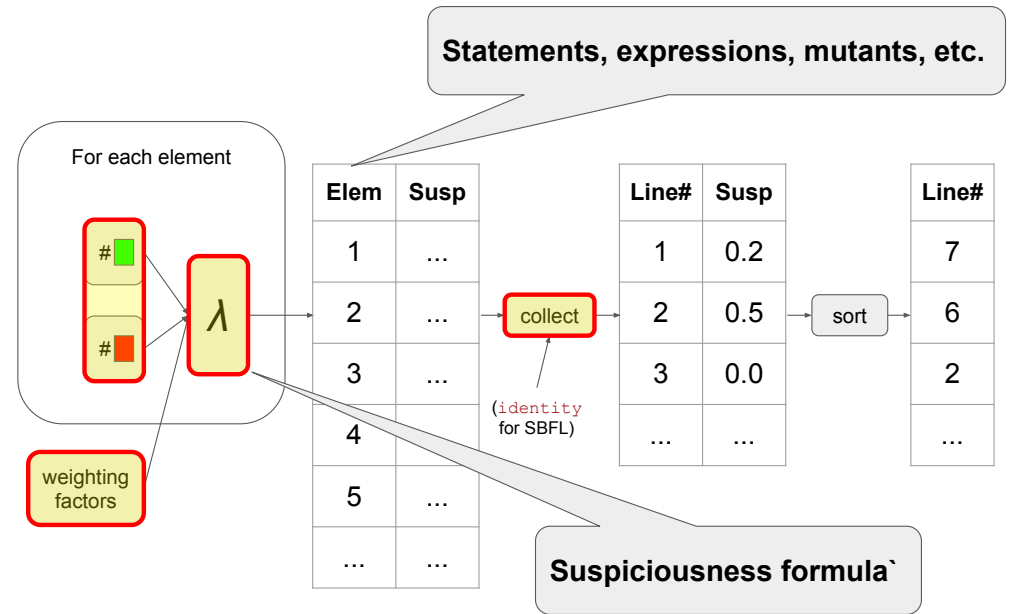 Statements, expressions, mutants, etc.
For each element
#
#
λ
weighting
factors
Elem Susp
1 ...
2 ...
3 ...
4 ...
5 ...
... ...
collect
(identity
for SBFL)
Line# Susp
1 0.2
2 0.5
3 0.0
... ...
sort
Line#
7
6
2
...
Suspiciousness formula`